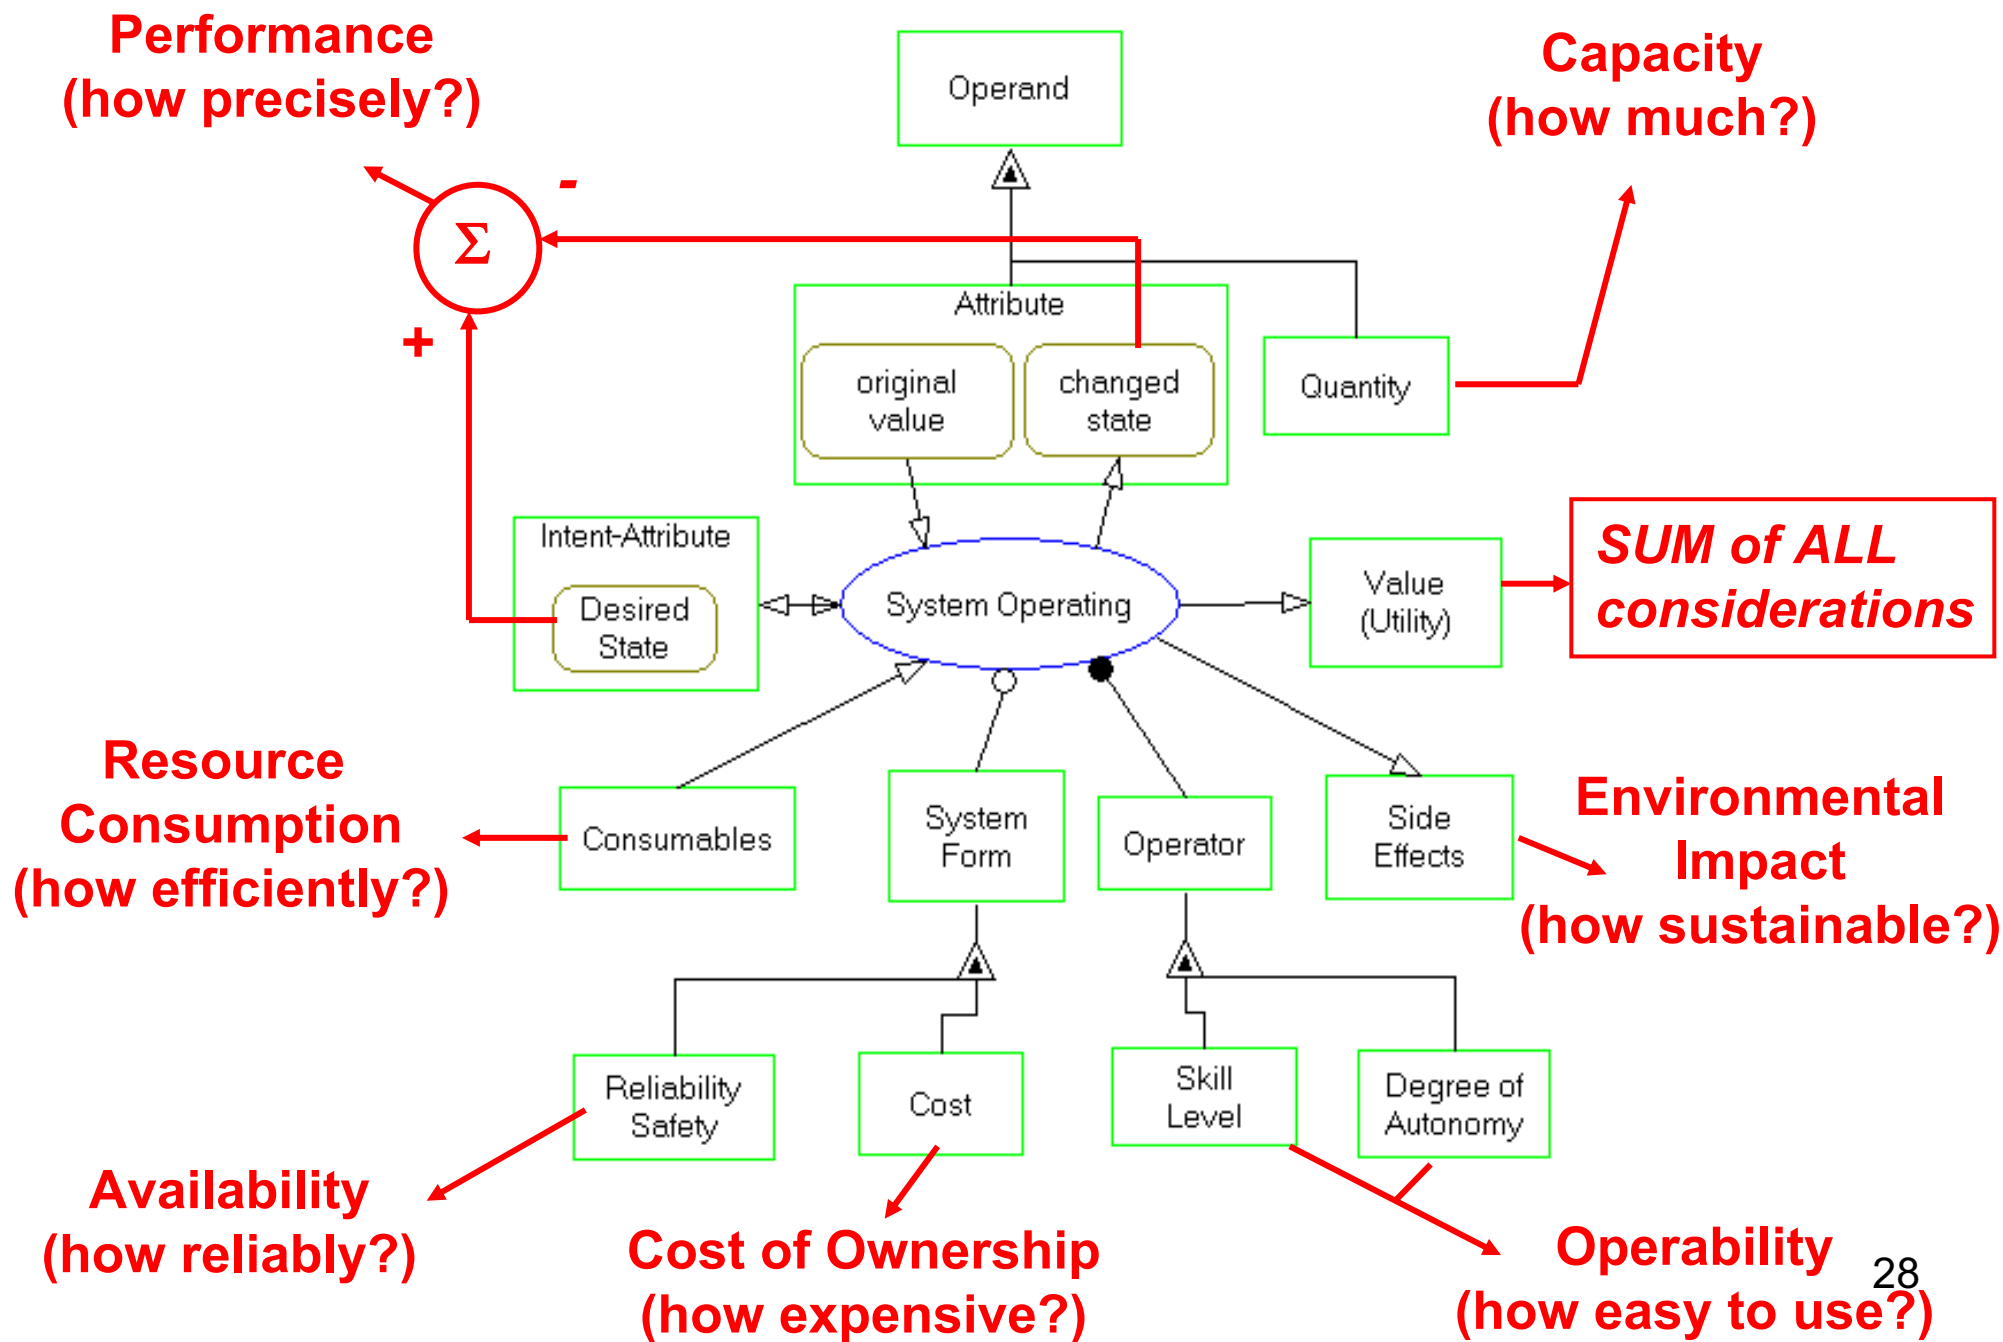 Performance
(how precisely?)
Operand
Capacity
(how much?)
-
Σ
+
Attribute
original
value
changed
state
Quantity
Intent-Attribute
Desired
State
System Operating
Value
(Utility)
SUM of ALL
considerations
Resource
Consumption
(how efficiently?)
Consumables
System
Form
Operator
Side
Effects
Environmental
Impact
(how sustainable?)
Reliability
Safety
Cost
Skill
Level
Degree of
Autonomy
Availability
(how reliably?)
Cost of Ownership
(how expensive?)
Operability
(how easy to use?)
28